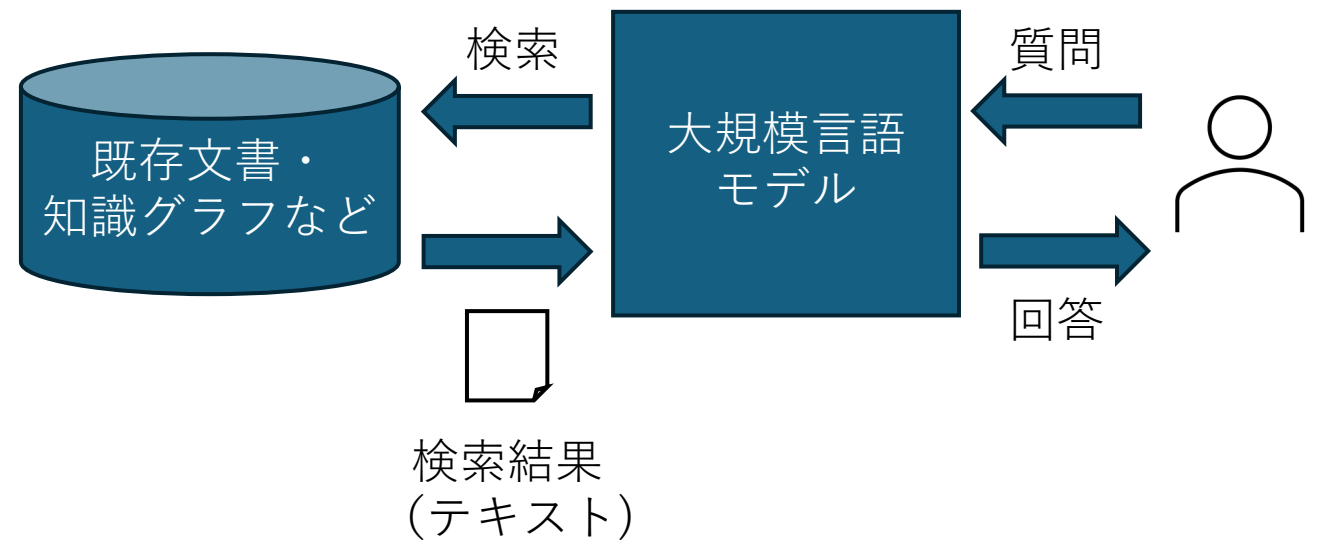 検索
質問
既存文書・
知識グラフなど
大規模言語
モデル
回答
検索結果
(テキスト)